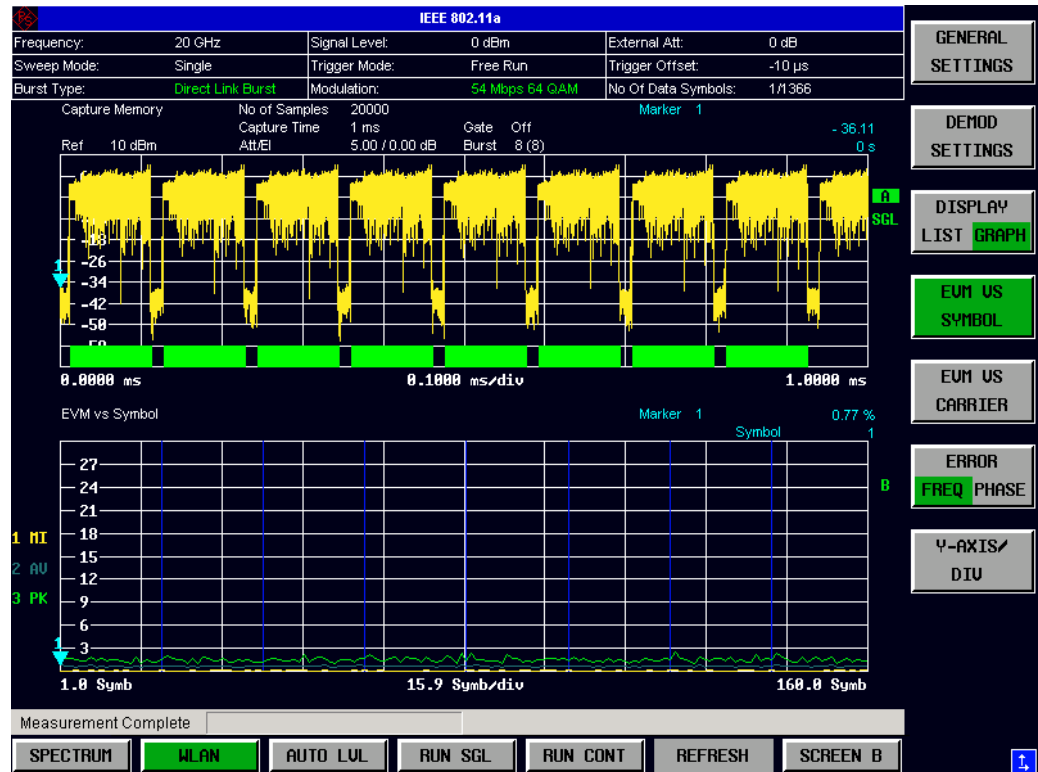 IEEE 802.11a
Frequency: 20 GHz Signal Level: 0 dBm External Att: 0 dB
Sweep Mode: Single Trigger Mode: Free Run Trigger Offset: -10 µs
Burst Type: Direct Link Burst Modulation: 54 Mbps 64 QAM No Of Data Symbols: 1/1366
Capture Memory No of Samples 20000 Marker 1
Capture Time 1 ms Gate Off - 36.11
Ref 10 dBm Att/El 5.00 / 0.00 dB Burst 8 (8) 0 s
A
SGL
-18
-26
1
-34
-42
-50
0.0000 ms 0.1000 ms/div 1.0000 ms
EVM vs Symbol Marker 1 0.77 %
Symbol 1
27
24
B
21
18
1 MI
15
2 AV
12
3 PK
9
6
1
3
1.0 Symb 15.9 Symb/div 160.0 Symb
Measurement Complete
SPECTRUM WLAN AUTO LVL RUN SGL RUN CONT REFRESH SCREEN B
GENERAL
SETTINGS
DEMOD
SETTINGS
DISPLAY
LIST GRAPH
EVM VS
SYMBOL
EVM VS
CARRIER
ERROR
FREQ PHASE
Y-AXIS/
DIV